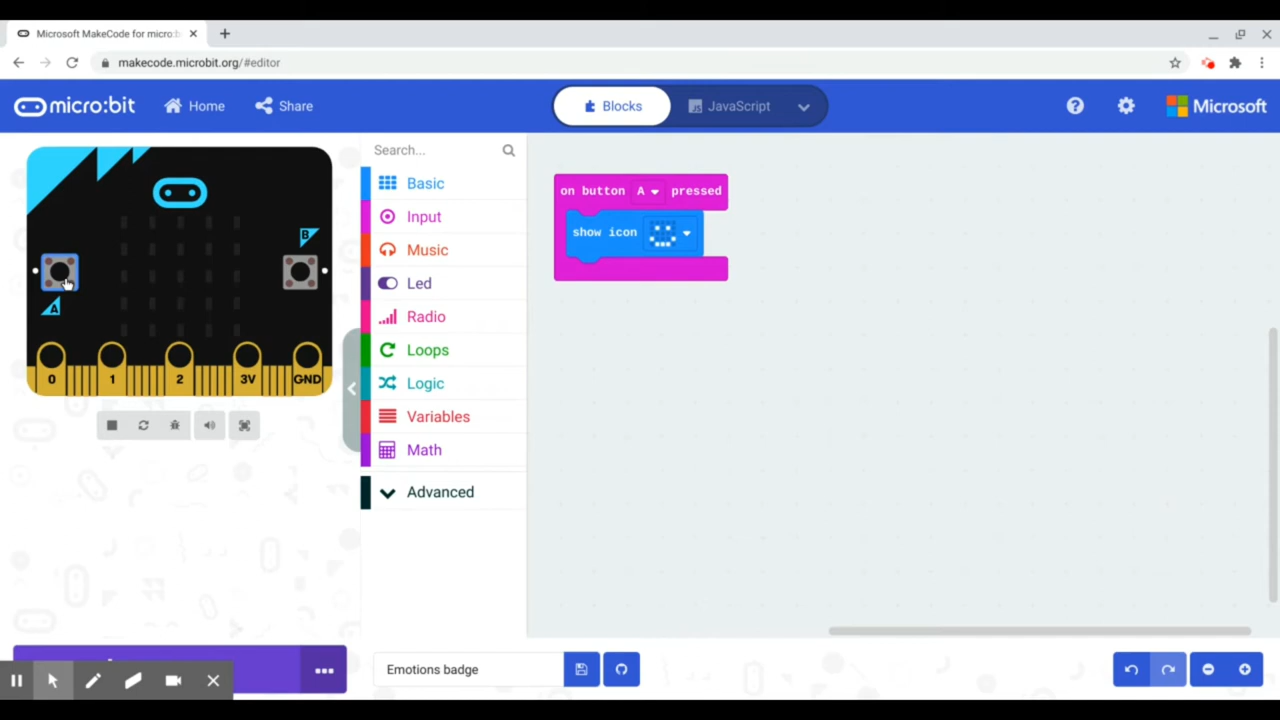 Microsoft MakeCode for micro:b
makecode.microbit.org/#editor
micro:bit
Home
Share
Blocks
JavaScript
Microsoft
Search...
Basic
Input
Music
Led
Radio
Loops
Logic
Variables
Math
Advanced
on button A pressed
show icon
B
A
0 1 2 3V GND
Emotions badge